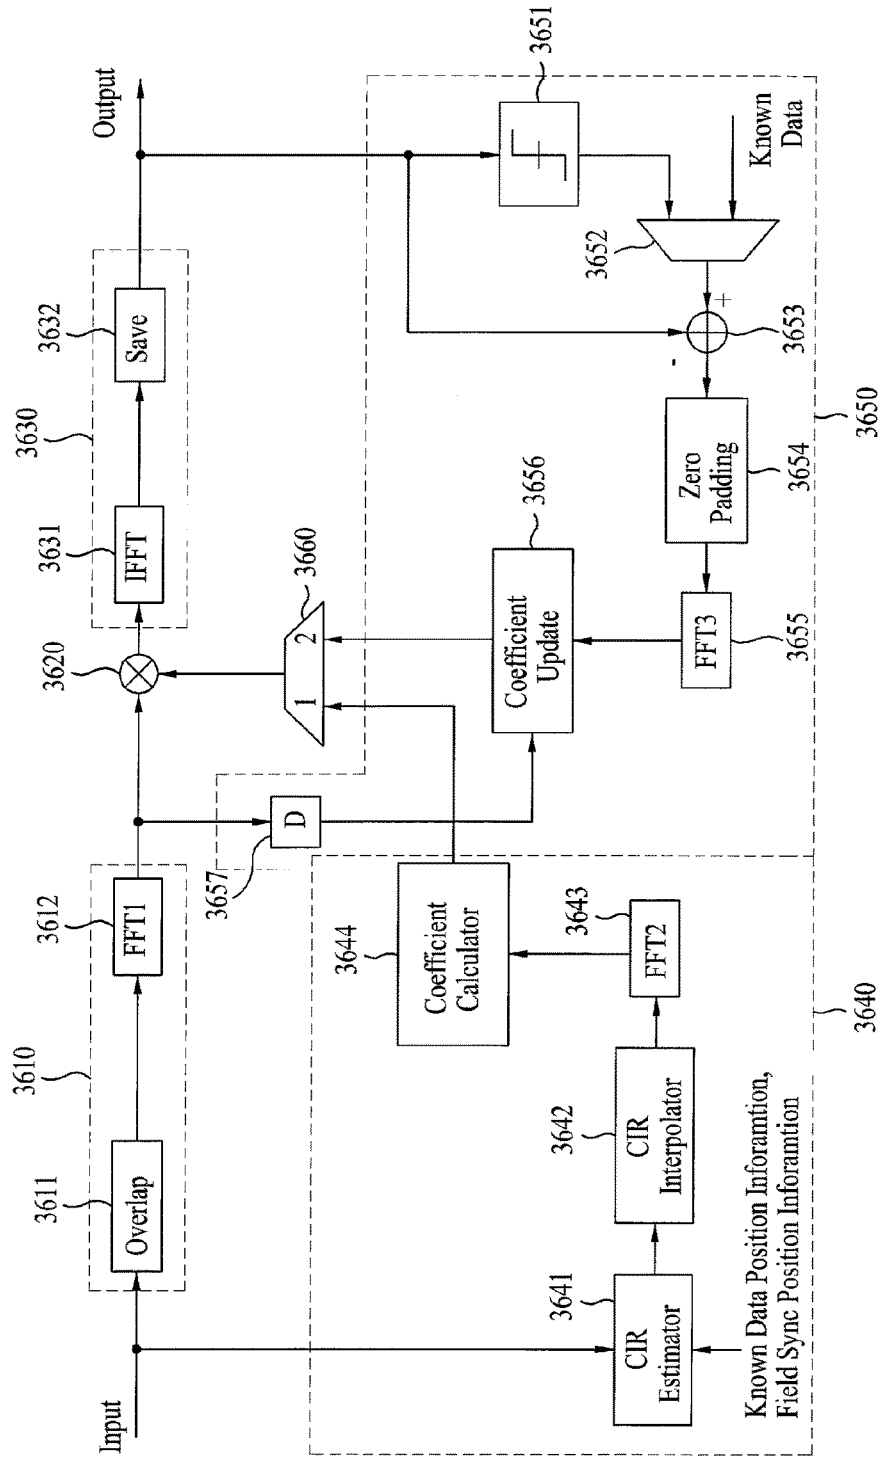 Input
3610
3611
Overlap
3612
FFT1
3620
3630
3631
IFFT
3632
Save
Output
3657
D
3660
1
2
3651
3652
Known
Data
+
-
3653
3654
Zero
Padding
3655
FFT3
3656
Coefficient
Update
3650
3644
Coefficient
Calculator
3643
FFT2
3642
CIR
Interpolator
3641
CIR
Estimator
3640
Known Data Position Inforamtion,
Field Sync Position Inforamtion